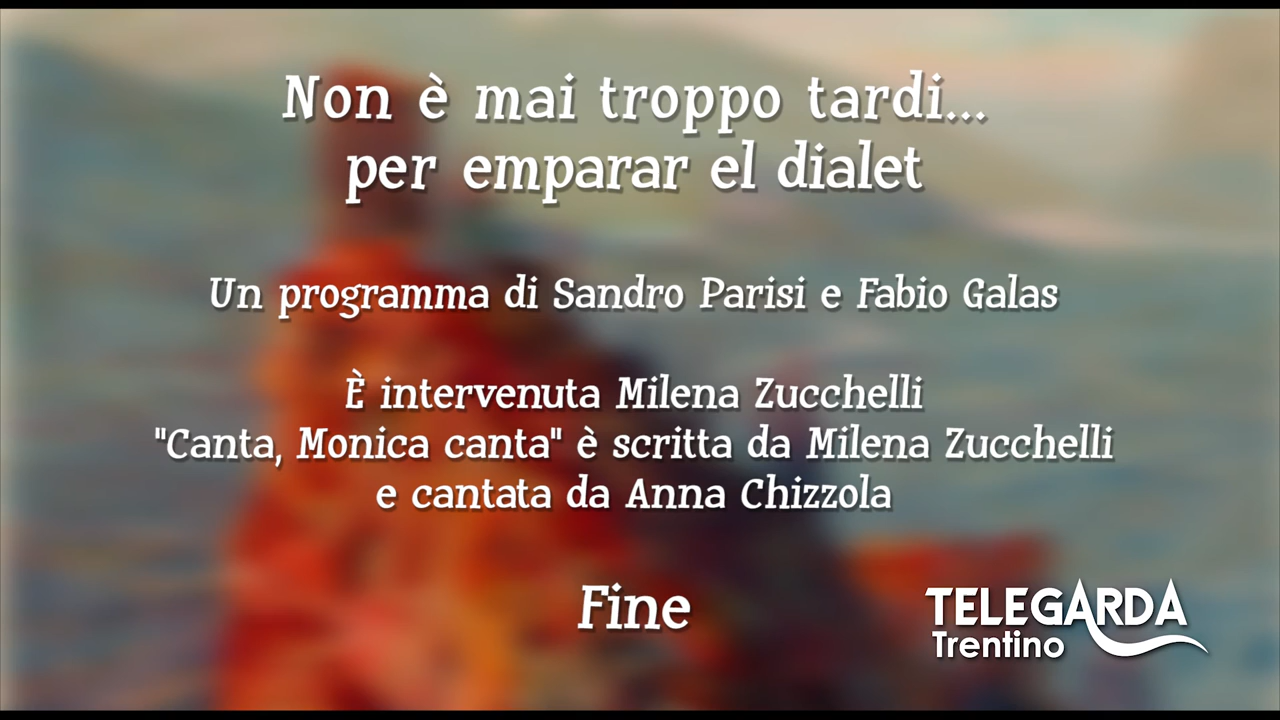 Non è mai troppo tardi...
per emparar el dialet
Un programma di Sandro Parisi e Fabio Galas
È intervenuta Milena Zucchelli
"Canta, Monica canta" è scritta da Milena Zucchelli
e cantata da Anna Chizzola
Fine
TELEGARDA
Trentino